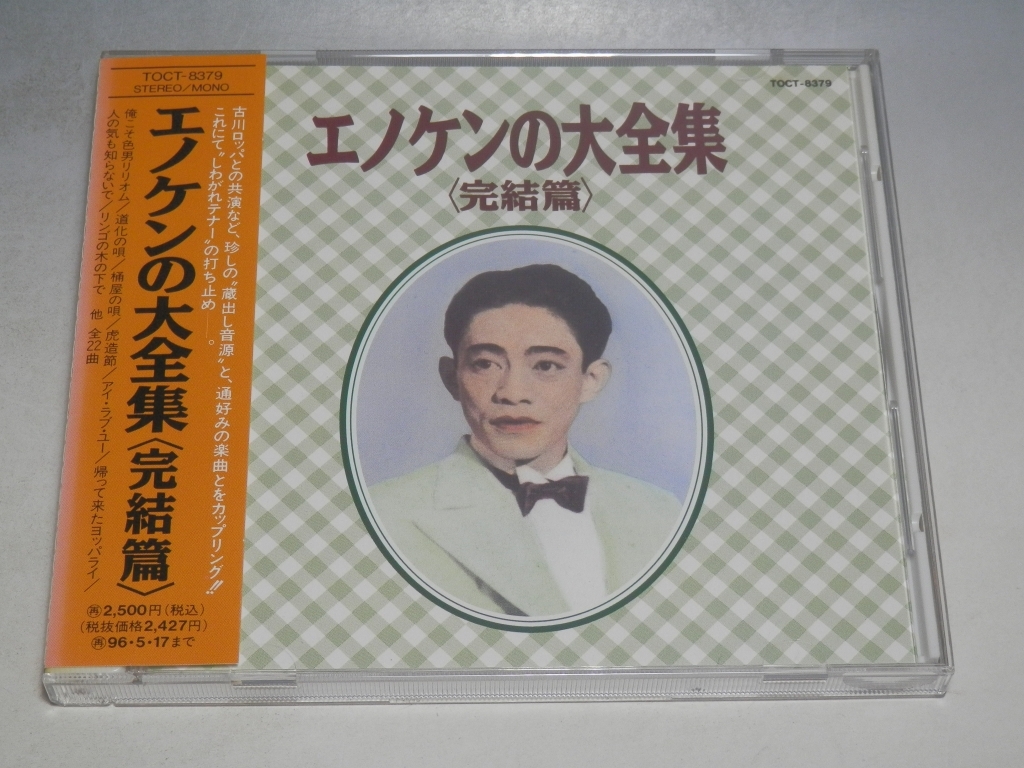 TOCT-8379
STEREO/MONO
古川ロッパとの共演など、珍しの〝蔵出し音源〟と、通好みの楽曲とをカップリング!!
これにて〝しわがれテナー〟の打ち止め──。
エノケンの大全集〈完結篇〉
俺こそ色男リリオム/道化の唄/桶屋の唄/虎造節/アイ・ラブ・ユー/帰って来たヨッパライ/
人の気も知らないで/リンゴの木の下で 他 全22曲
再2,500円(税込)
(税抜価格2,427円)
再96・5・17まで
TOCT-8379
エノケンの大全集
〈完結篇〉